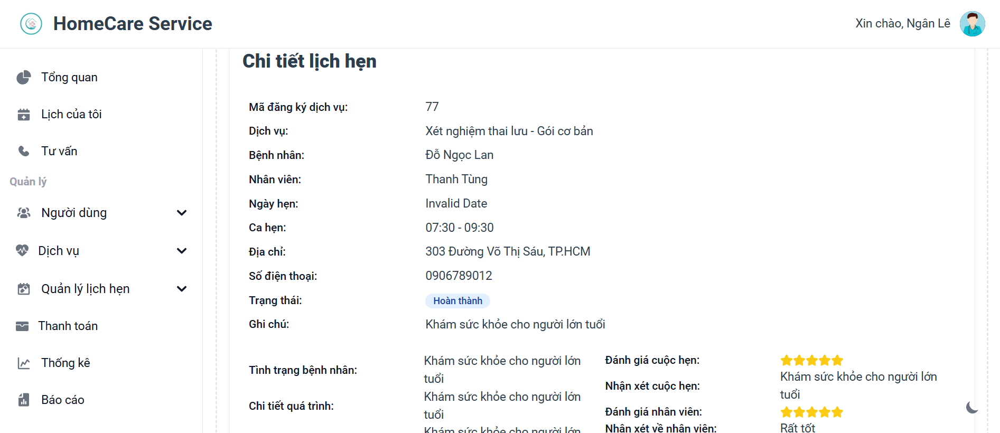 HomeCare Service
Xin chào, Ngân Lê
Tổng quan
Lịch của tôi
Tư vấn
Quản lý
Người dùng
Dịch vụ
Quản lý lịch hẹn
Thanh toán
Thống kê
Báo cáo
Chi tiết lịch hẹn
Mã đăng ký dịch vụ: 77
Dịch vụ: Xét nghiệm thai lưu - Gói cơ bản
Bệnh nhân: Đỗ Ngọc Lan
Nhân viên: Thanh Tùng
Ngày hẹn: Invalid Date
Ca hẹn: 07:30 - 09:30
Địa chỉ: 303 Đường Võ Thị Sáu, TP.HCM
Số điện thoại: 0906789012
Trạng thái: Hoàn thành
Ghi chú: Khám sức khỏe cho người lớn tuổi
Tình trạng bệnh nhân: Khám sức khỏe cho người lớn
tuổi
Chi tiết quá trình: Khám sức khỏe cho người lớn
tuổi
Khám sức khỏe cho người lớn
Đánh giá cuộc hẹn:
Nhận xét cuộc hẹn: Khám sức khỏe cho người lớn
tuổi
Đánh giá nhân viên:
Nhận xét về nhân viên: Rất tốt